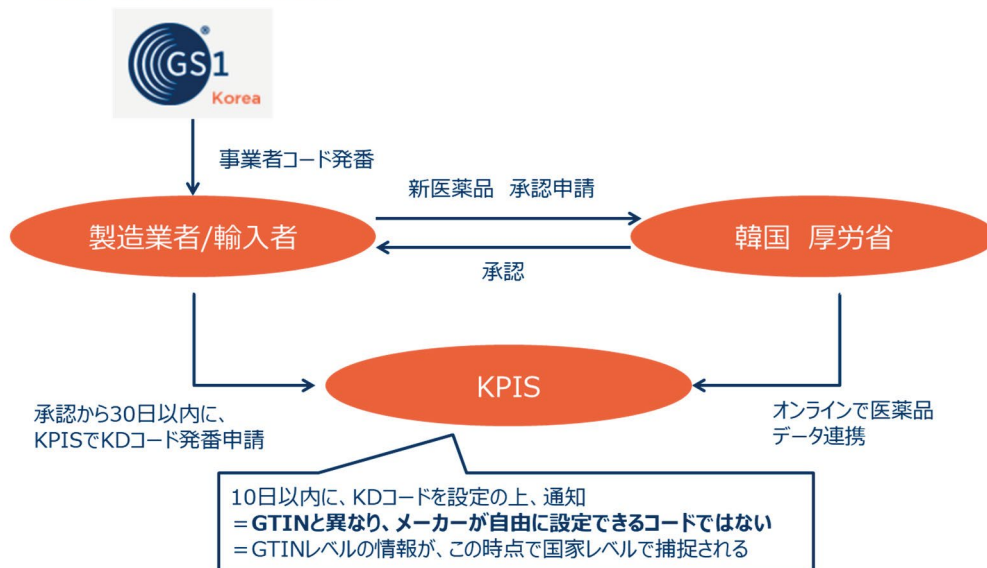 GS1
Korea
事業者コード発番
新医薬品　承認申請
製造業者/輸入者
韓国　厚労省
承認
KPIS
承認から30日以内に、
KPISでKDコード発番申請
オンラインで医薬品
データ連携
10日以内に、KDコードを設定の上、通知
＝GTINと異なり、メーカーが自由に設定できるコードではない
＝GTINレベルの情報が、この時点で国家レベルで捕捉される